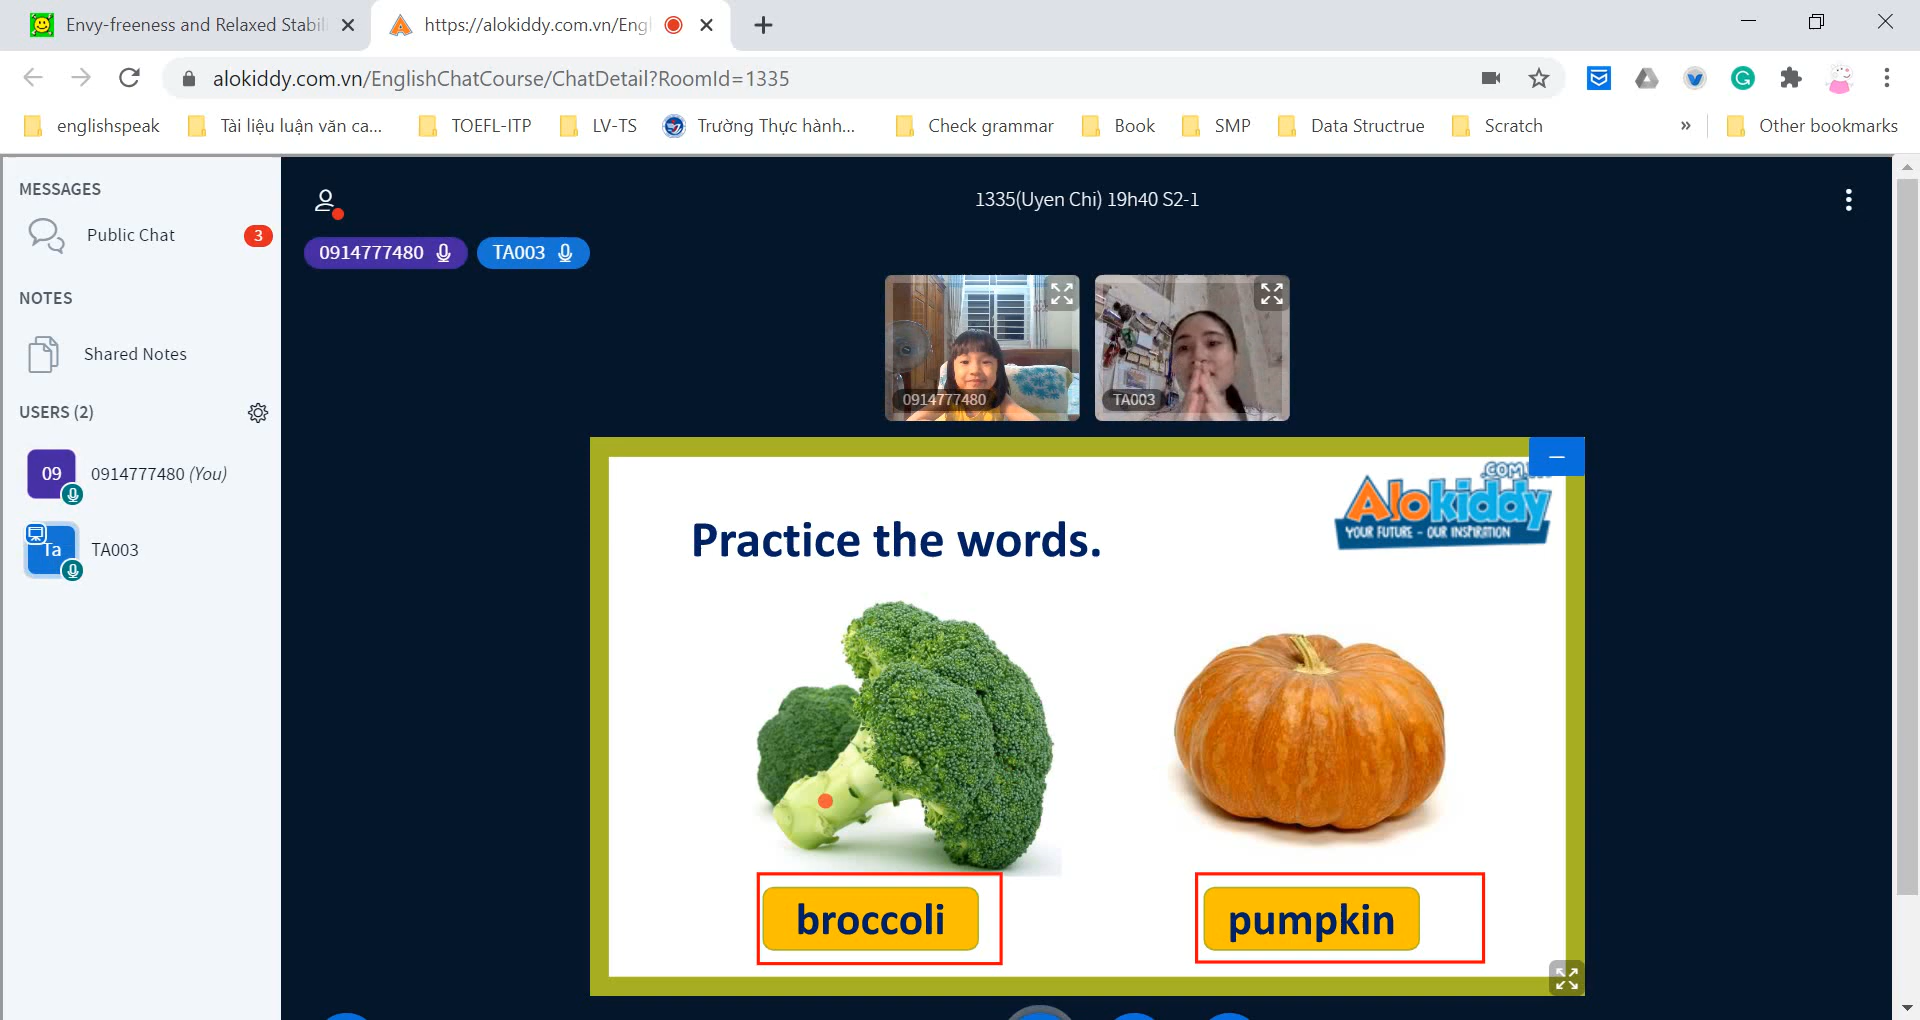 Envy-freeness and Relaxed Stabili
https://alokiddy.com.vn/Engl
alokiddy.com.vn/EnglishChatCourse/ChatDetail?RoomId=1335
englishspeak
Tài liệu luận văn ca...
TOEFL-ITP
LV-TS
Trường Thực hành...
Check grammar
Book
SMP
Data Structrue
Scratch
»
Other bookmarks
MESSAGES
Public Chat
3
NOTES
Shared Notes
USERS (2)
09
0914777480 (You)
Ta
TA003
1335(Uyen Chi) 19h40 S2-1
0914777480
TA003
0914777480
TA003
Alokiddy
YOUR FUTURE – OUR INSPIRATION
Practice the words.
broccoli
pumpkin